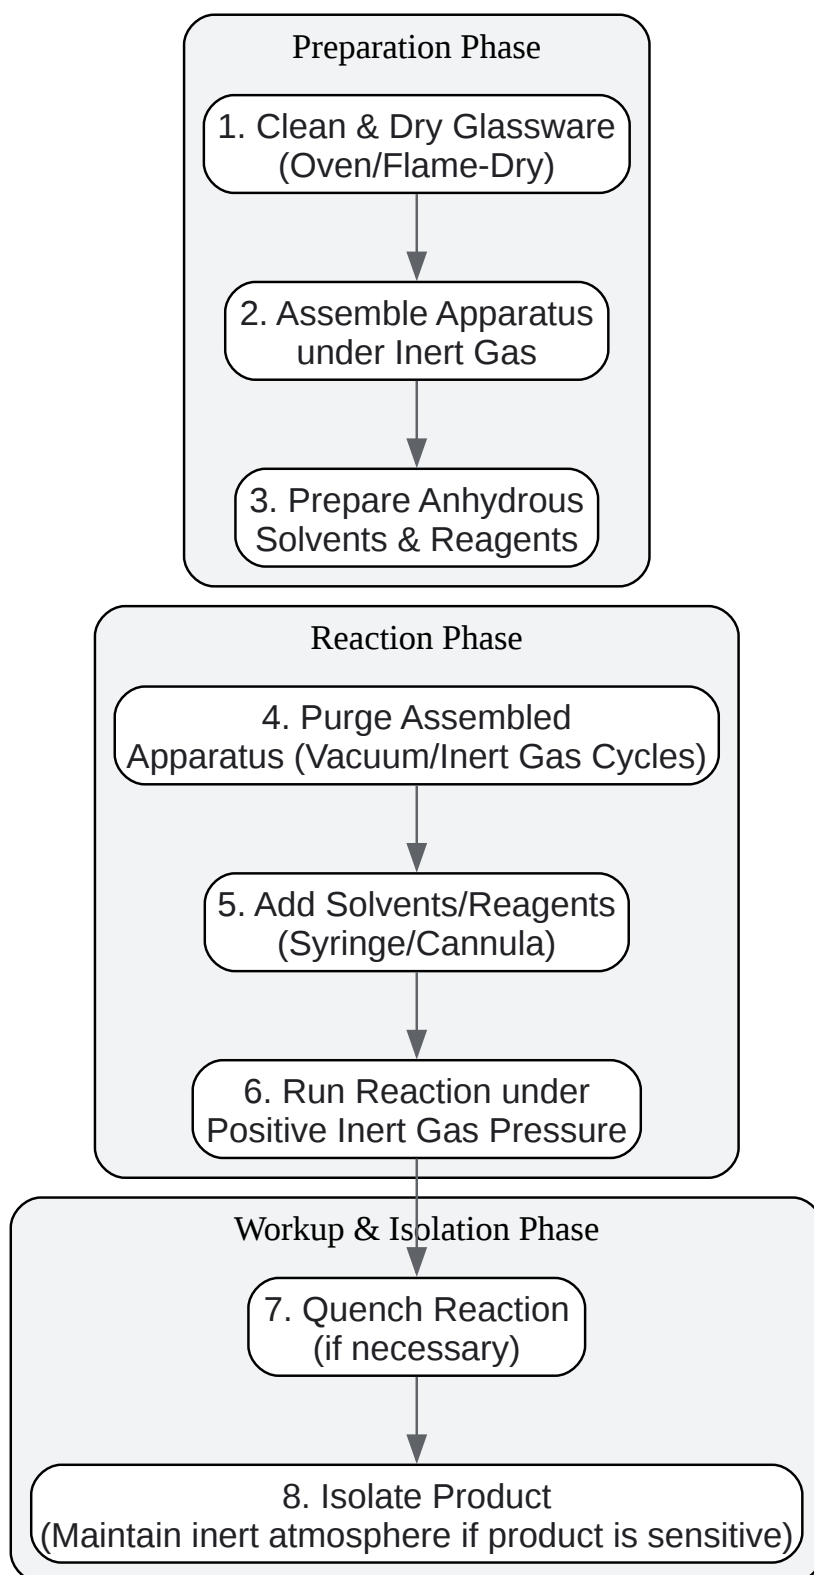 Preparation Phase
1. Clean & Dry Glassware
(Oven/Flame-Dry)
2. Assemble Apparatus
under Inert Gas
3. Prepare Anhydrous
Solvents & Reagents
Reaction Phase
4. Purge Assembled
Apparatus (Vacuum/Inert Gas Cycles)
5. Add Solvents/Reagents
(Syringe/Cannula)
6. Run Reaction under
Positive Inert Gas Pressure
Workup & Isolation Phase
7. Quench Reaction
(if necessary)
8. Isolate Product
(Maintain inert atmosphere if product is sensitive)